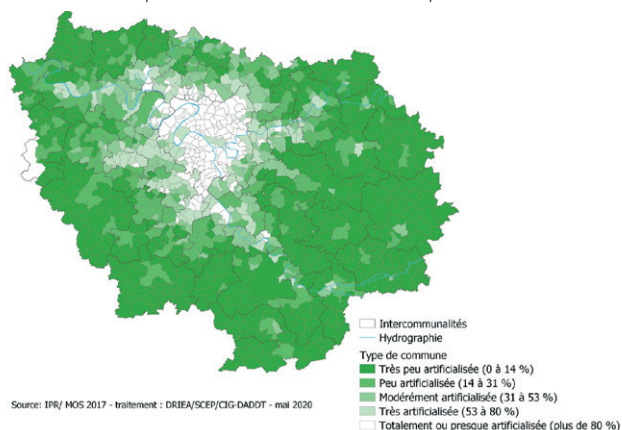 Intercommunalités
Hydrographie
Type de commune
Très peu artificialisée (0 à 14 %)
Peu artificialisée (14 à 31 %)
Modérément artificialisée (31 à 53 %)
Très artificialisée (53 à 80 %)
Totalement ou presque artificialisée (plus de 80 %)
Source: IPR/ MOS 2017 - traitement : DRIEA/SCEP/CIG-DADDT - mai 2020